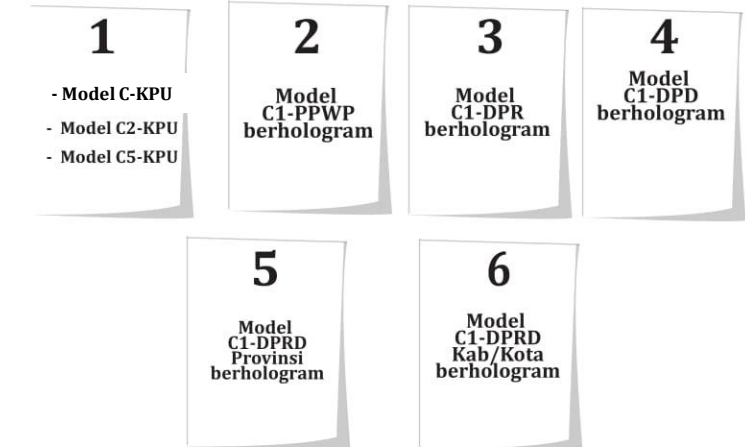 1
- Model C-KPU
- Model C2-KPU
- Model C5-KPU
2
Model
C1-PPWP
berhologram
3
Model
C1-DPR
berhologram
4
Model
C1-DPD
berhologram
5
Model
C1-DPRD
Provinsi
berhologram
6
Model
C1-DPRD
Kab/Kota
berhologram